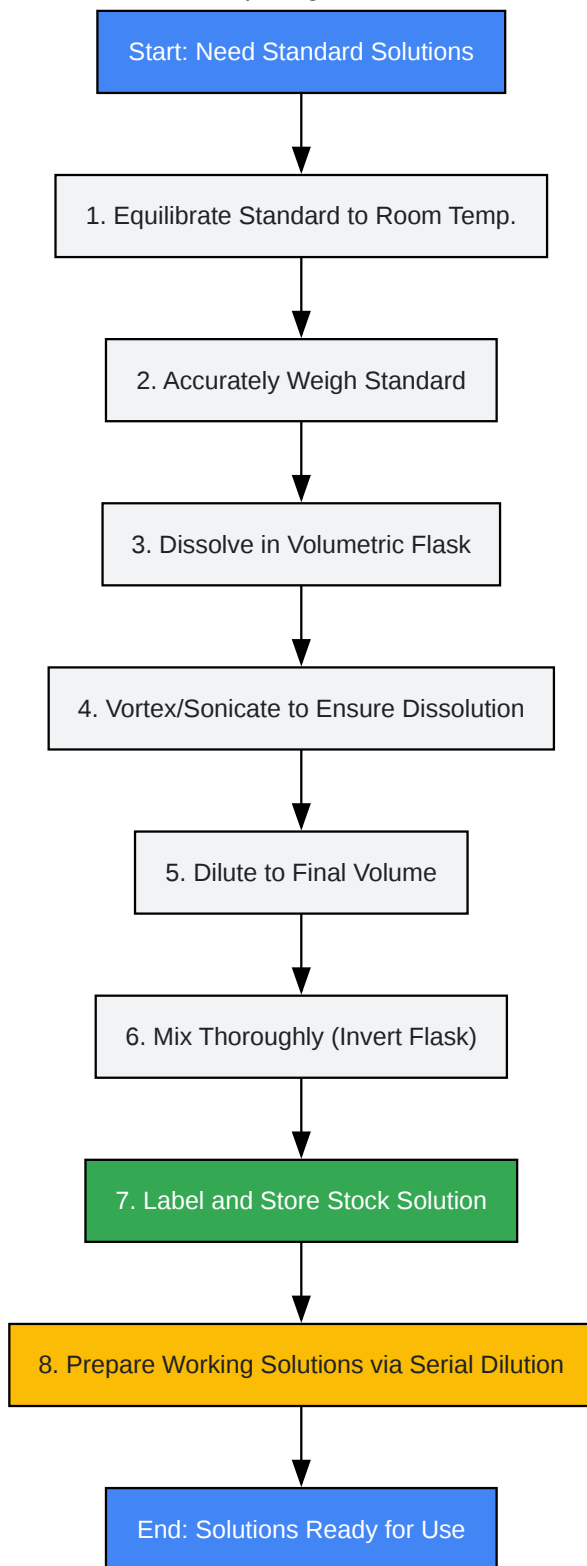 Start: Need Standard Solutions
1. Equilibrate Standard to Room Temp.
2. Accurately Weigh Standard
3. Dissolve in Volumetric Flask
4. Vortex/Sonicate to Ensure Dissolution
5. Dilute to Final Volume
6. Mix Thoroughly (Invert Flask)
7. Label and Store Stock Solution
8. Prepare Working Solutions via Serial Dilution
End: Solutions Ready for Use